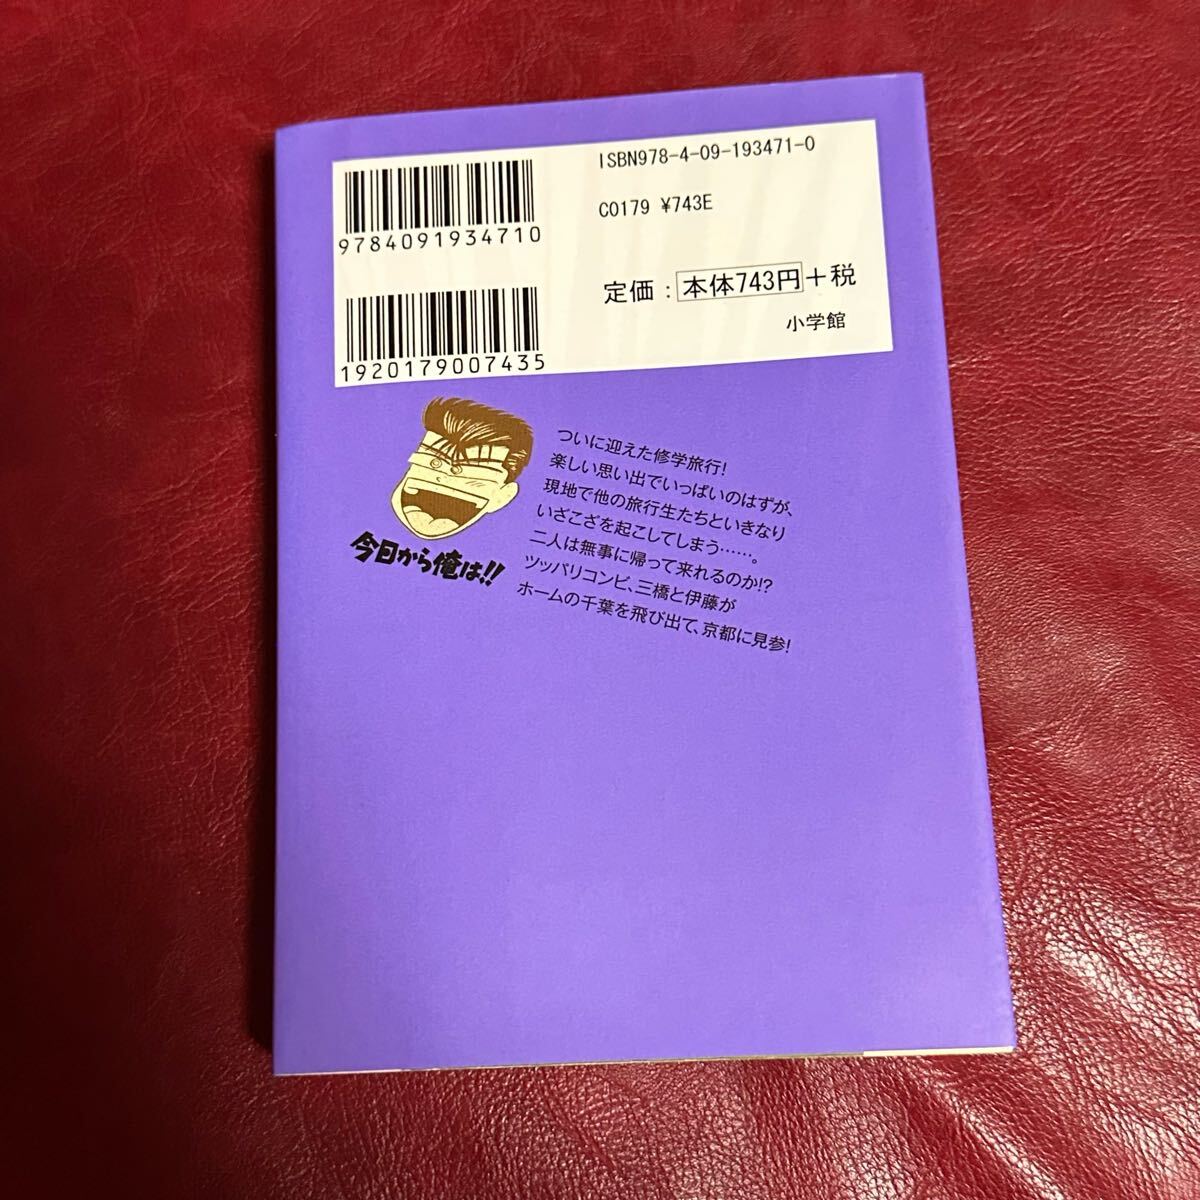 ISBN978-4-09-193471-0
9784091934710
C0179 ¥743E
定価：本体743円+税
小学館
1920179007435
今日から俺は!!
ついに迎えた修学旅行!
楽しい思い出でいっぱいのはずが、
現地で他の旅行生たちといきなり
いざこざを起こしてしまう……。
二人は無事に帰って来れるのか!?
ツッパリコンビ、三橋と伊藤が
ホームの千葉を飛び出て、京都に見参!